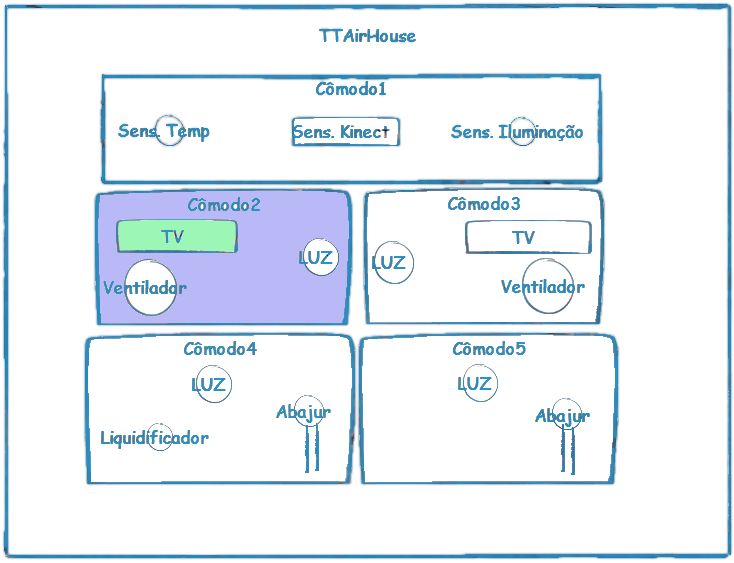 TTAirHouse
Cômodo1
Sens. Temp
Sens. Kinect
Sens. Iluminação
Cômodo2
TV
LUZ
Ventilador
Cômodo3
TV
LUZ
Ventilador
Cômodo4
LUZ
Abajur
Liquidificador
Cômodo5
LUZ
Abajur